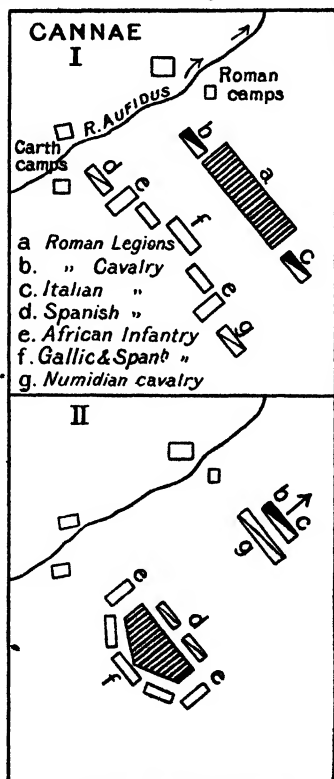 CANNAE
I
Roman
camps
R. AUFIDUS
Carth
camps
b
a
d
e
f
c
e
g
a Roman Legions
b. " Cavalry
c. Italian "
d. Spanish "
e. African Infantry
f. Gallic & Spanh "
g. Numidian cavalry
II
b
c
g
e
d
f
e